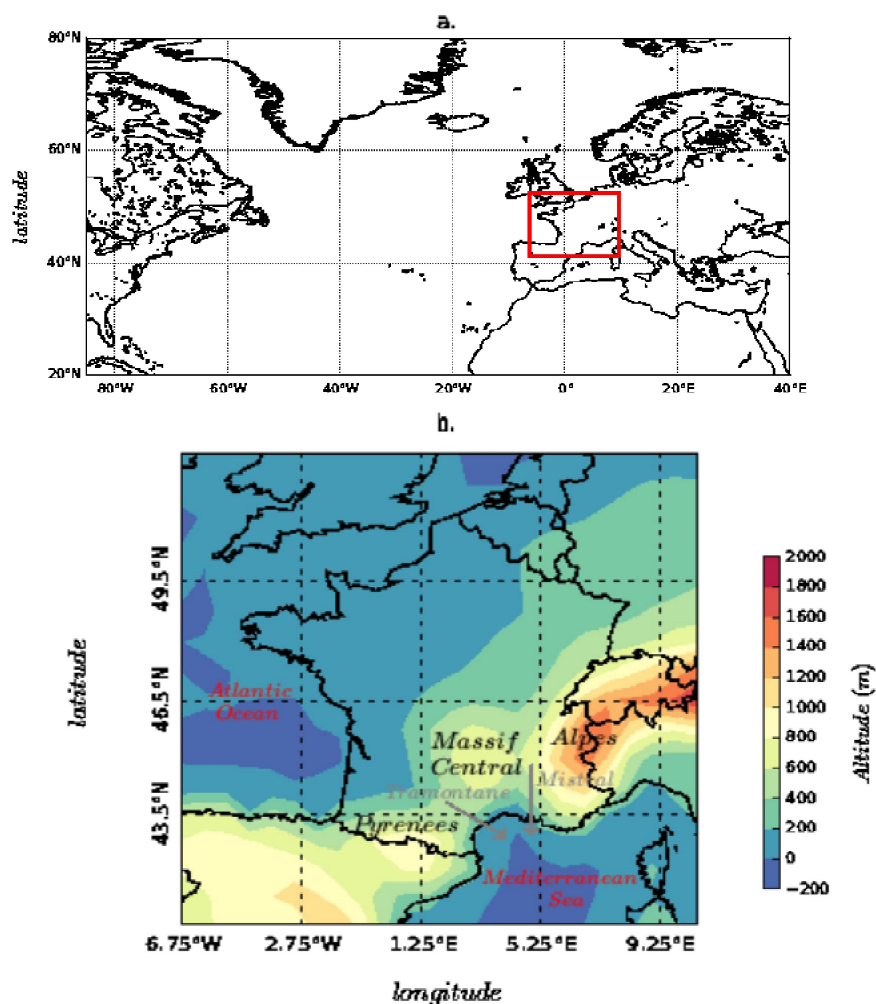 a.
80°N
60°N
40°N
20°N
latitude
80°W
60°W
40°W
20°W
0°
20°E
40°E
b.
49.5°N
46.5°N
43.5°N
latitude
Atlantic
Ocean
Massif
Central
Alpes
Mistral
Tramontane
Pyrenees
Mediterranean
Sea
6.75°W
2.75°W
1.25°E
5.25°E
9.25°E
longitude
2000
1800
1600
1400
1200
1000
800
600
400
200
0
−200
Altitude (m)